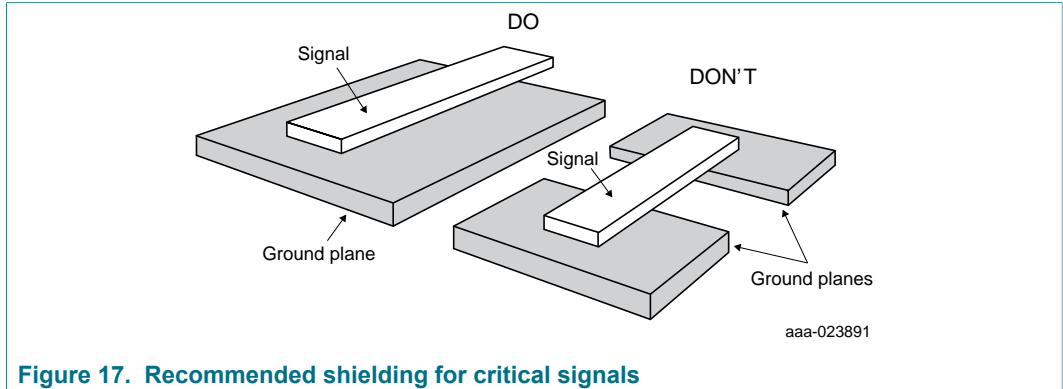 DO
Signal
Ground plane
DON'T
Signal
Ground planes
aaa-023891
Figure 17. Recommended shielding for critical signals